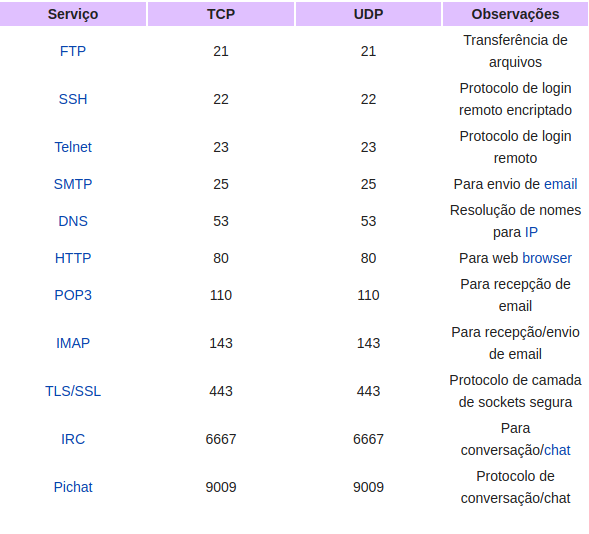 Serviço TCP UDP Observações
FTP 21 21 Transferência de
arquivos
SSH 22 22 Protocolo de login
remoto encriptado
Telnet 23 23 Protocolo de login
remoto
SMTP 25 25 Para envio de email
DNS 53 53 Resolução de nomes
para IP
HTTP 80 80 Para web browser
POP3 110 110 Para recepção de
email
IMAP 143 143 Para recepção/envio
de email
TLS/SSL 443 443 Protocolo de camada
de sockets segura
IRC 6667 6667 Para
conversação/chat
Pichat 9009 9009 Protocolo de
conversação/chat